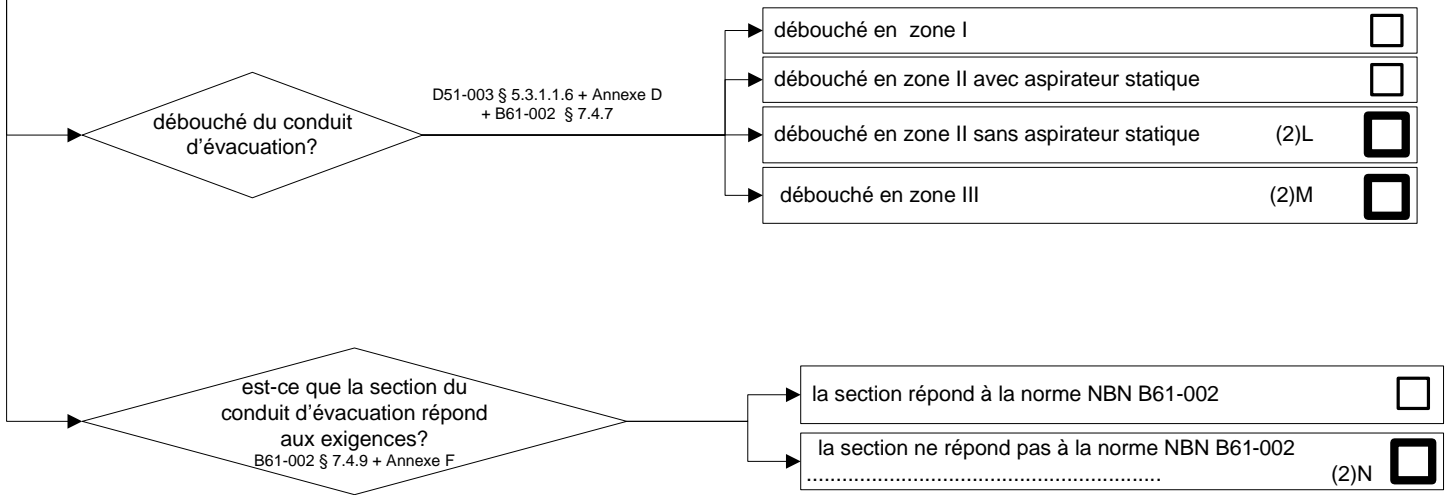 débouché du conduit
d'évacuation?
D51-003 § 5.3.1.1.6 + Annexe D
+ B61-002 § 7.4.7
débouché en zone I
débouché en zone II avec aspirateur statique
débouché en zone II sans aspirateur statique (2)L
débouché en zone III (2)M
est-ce que la section du
conduit d'évacuation répond
aux exigences?
B61-002 § 7.4.9 + Annexe F
la section répond à la norme NBN B61-002
la section ne répond pas à la norme NBN B61-002
............................................................. (2)N